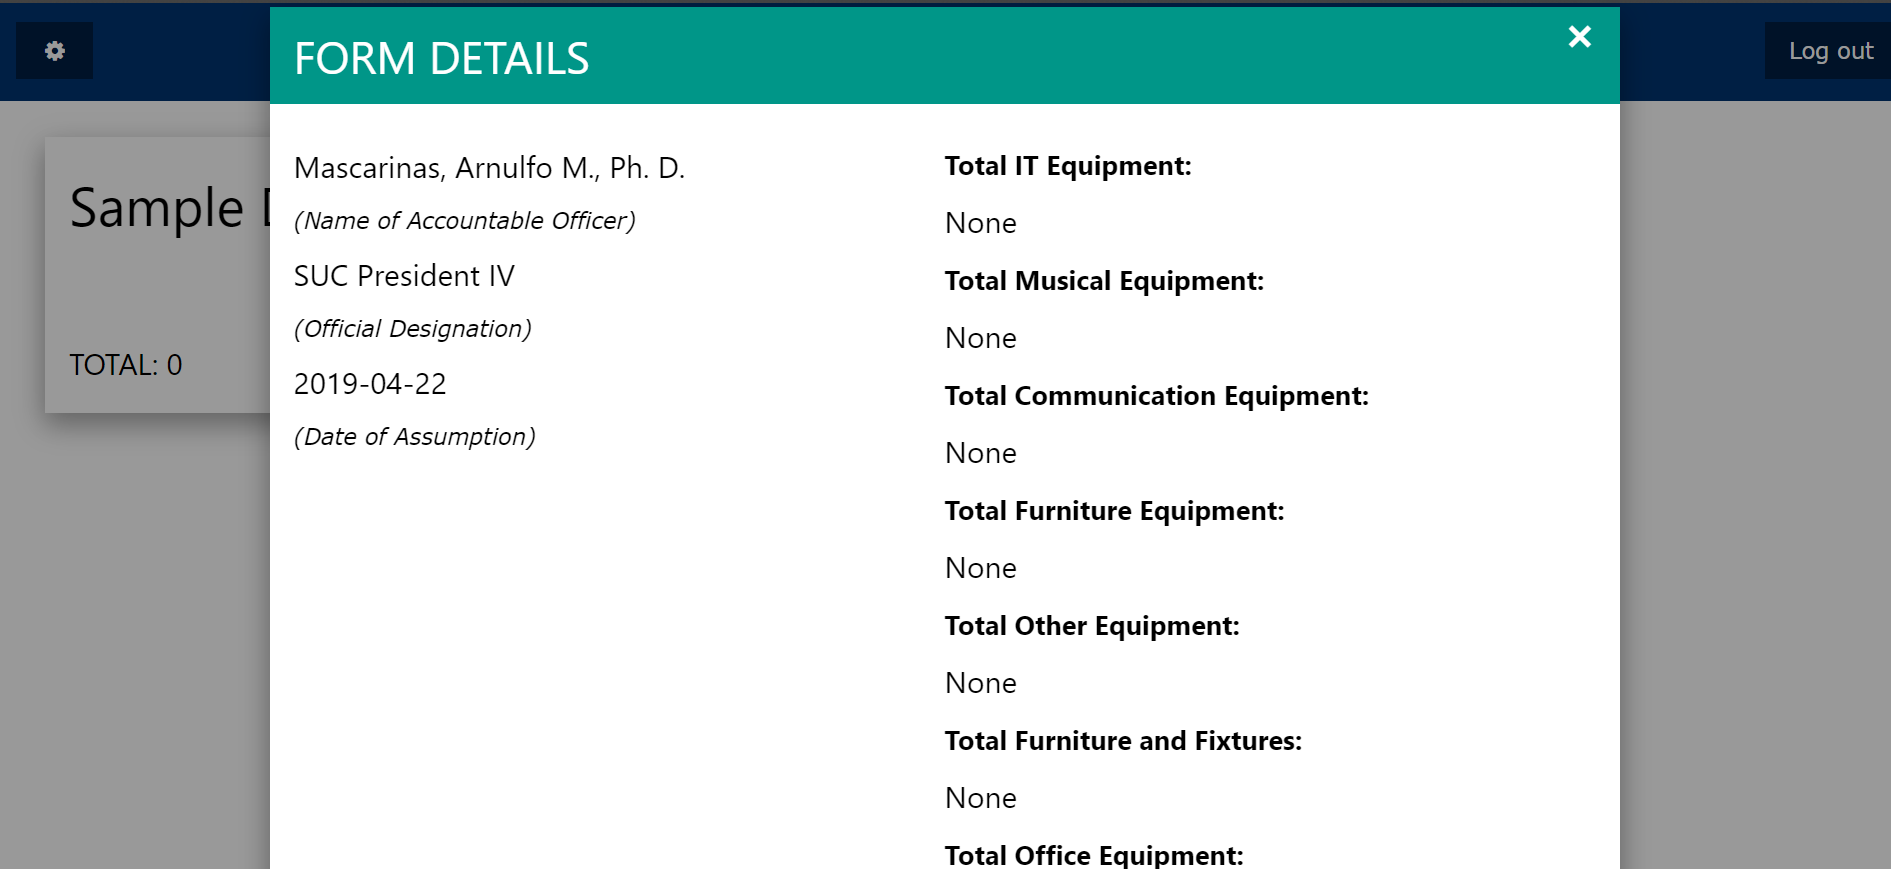 FORM DETAILS
Log out
Sample
TOTAL: 0
Mascarinas, Arnulfo M., Ph. D.
(Name of Accountable Officer)
SUC President IV
(Official Designation)
2019-04-22
(Date of Assumption)
Total IT Equipment:
None
Total Musical Equipment:
None
Total Communication Equipment:
None
Total Furniture Equipment:
None
Total Other Equipment:
None
Total Furniture and Fixtures:
None
Total Office Equipment: